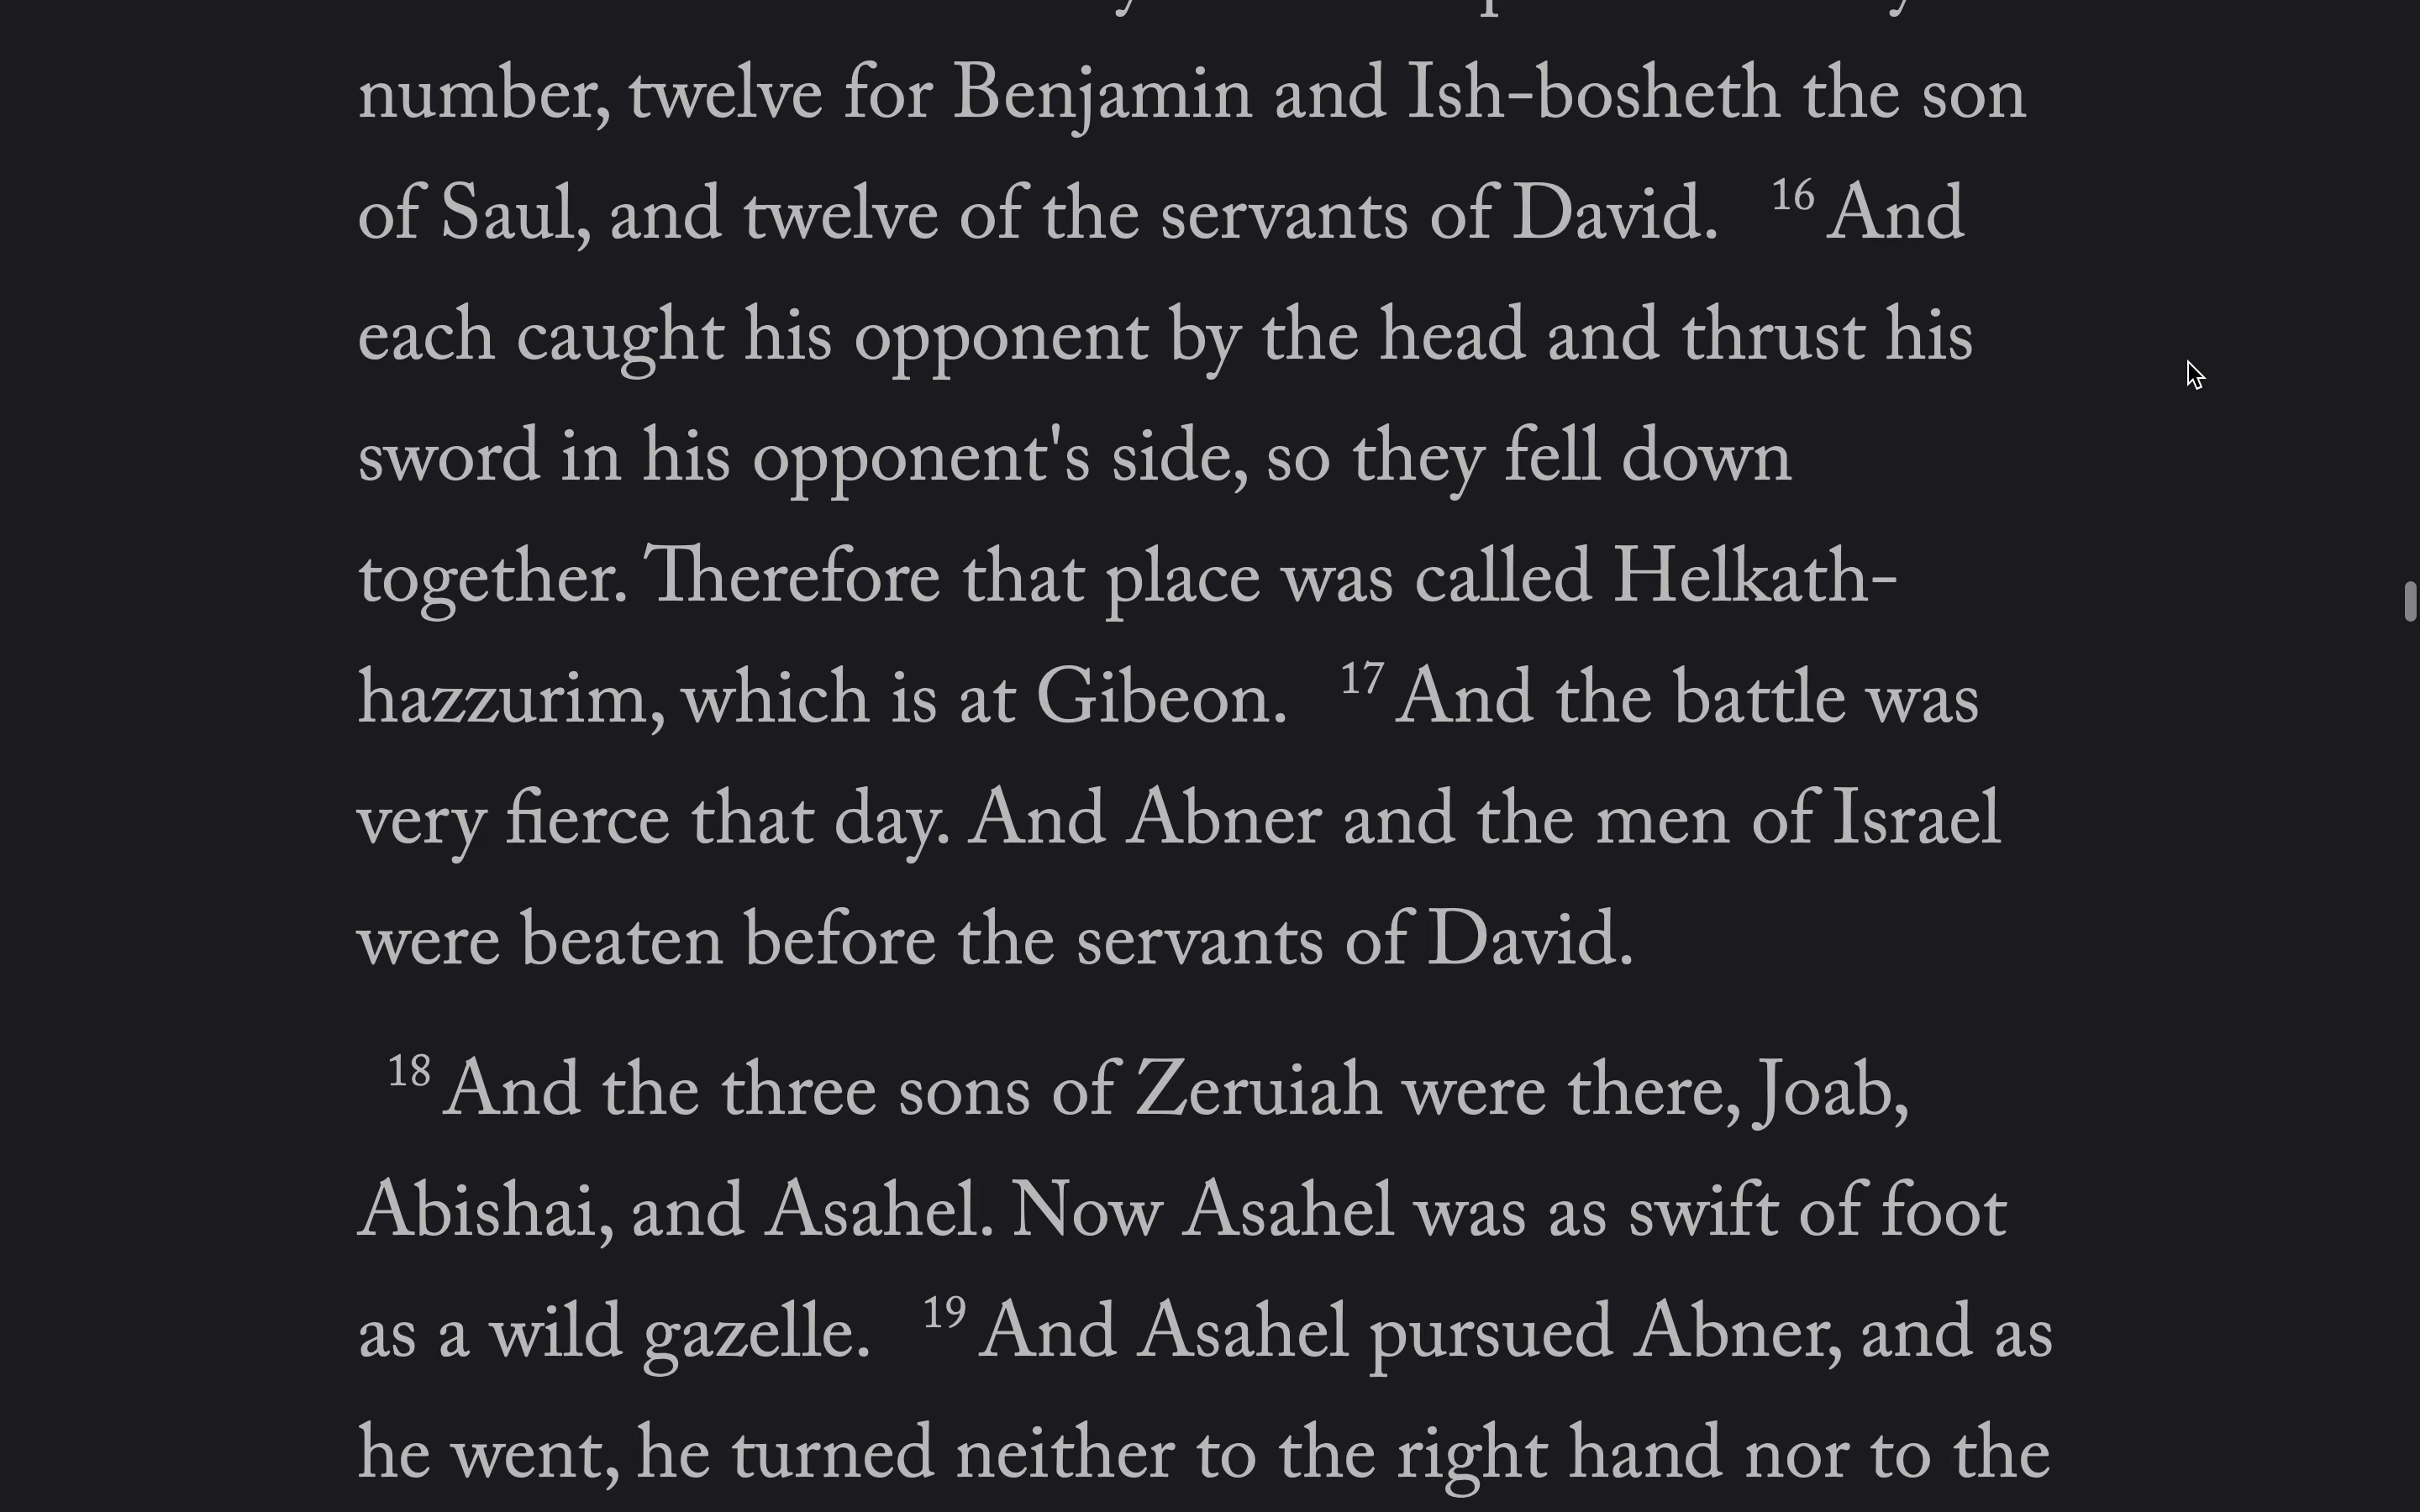 number, twelve for Benjamin and Ish-bosheth the son
of Saul, and twelve of the servants of David. 16 And
each caught his opponent by the head and thrust his
sword in his opponent's side, so they fell down
together. Therefore that place was called Helkath-
hazzurim, which is at Gibeon. 17 And the battle was
very fierce that day. And Abner and the men of Israel
were beaten before the servants of David.
18 And the three sons of Zeruiah were there, Joab,
Abishai, and Asahel. Now Asahel was as swift of foot
as a wild gazelle. 19 And Asahel pursued Abner, and as
he went, he turned neither to the right hand nor to the